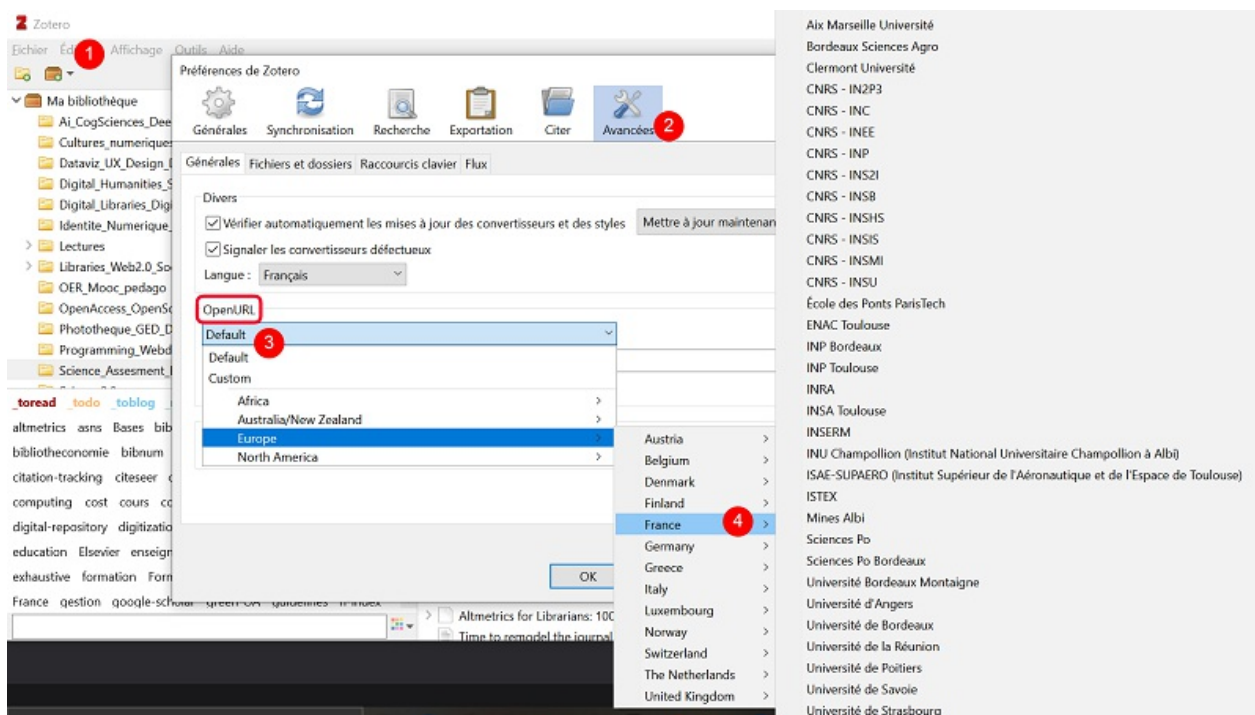 Zotero
Fichier Éd 1 Affichage Outils Aide
Préférences de Zotero
Ma bibliothèque
Ai_CogSciences_Dee
Cultures_numerique
Dataviz_UX_Design_
Digital_Humanities_S
Digital_Libraries_Digi
Identite_Numerique_
Lectures
Libraries_Web2.0_So
OER_Mooc_pedago
OpenAccess_OpenSc
Phototheque_GED_D
Programming_Webd
Science_Assesment_
_toread _todo _toblog
altmetrics asns Bases bib
bibliotheconomie bibnum
citation-tracking citeseer
computing cost cours
digital-repository digitizatio
education Elsevier enseign
exhaustive formation Form
France gestion google-scholar green-OA guidelines h-index
Générales Synchronisation Recherche Exportation Citer Avancées 2
Générales Fichiers et dossiers Raccourcis clavier Flux
Divers
Vérifier automatiquement les mises à jour des convertisseurs et des styles Mettre à jour maintenan
Signaler les convertisseurs défectueux
Langue : Français
OpenURL
Default 3
Default
Custom
Africa
Australia/New Zealand
Europe
North America
OK
Altmetrics for Librarians: 100
Time to remodel the journal
Austria
Belgium
Denmark
Finland
France 4
Germany
Greece
Italy
Luxembourg
Norway
Switzerland
The Netherlands
United Kingdom
Aix Marseille Université
Bordeaux Sciences Agro
Clermont Université
CNRS - IN2P3
CNRS - INC
CNRS - INEE
CNRS - INP
CNRS - INS2I
CNRS - INSB
CNRS - INSHS
CNRS - INSIS
CNRS - INSMI
CNRS - INSU
École des Ponts ParisTech
ENAC Toulouse
INP Bordeaux
INP Toulouse
INRA
INSA Toulouse
INSERM
INU Champollion (Institut National Universitaire Champollion à Albi)
ISAE-SUPAERO (Institut Supérieur de l'Aéronautique et de l'Espace de Toulouse)
ISTEX
Mines Albi
Sciences Po
Sciences Po Bordeaux
Université Bordeaux Montaigne
Université d'Angers
Université de Bordeaux
Université de la Réunion
Université de Poitiers
Université de Savoie
Université de Strasbourg